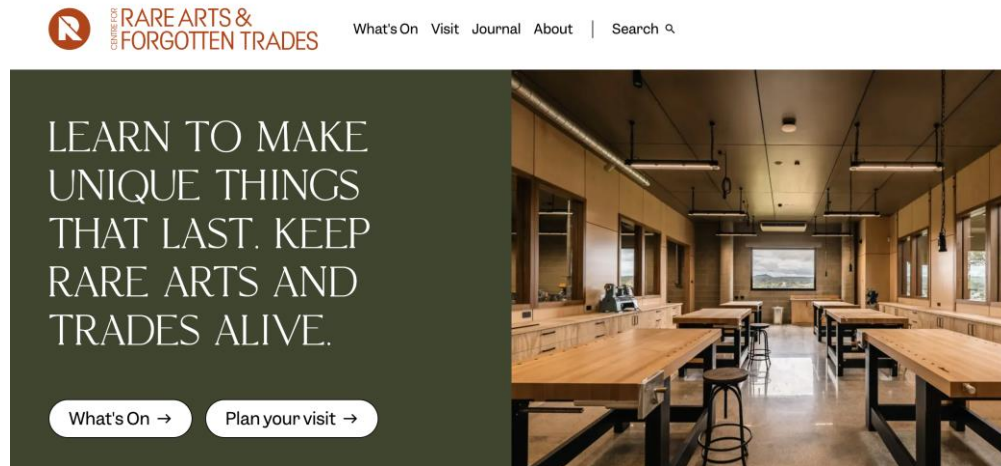 CENTRE FOR
RARE ARTS &
FORGOTTEN TRADES
What's On Visit Journal About | Search
LEARN TO MAKE
UNIQUE THINGS
THAT LAST. KEEP
RARE ARTS AND
TRADES ALIVE.
What's On →
Plan your visit →